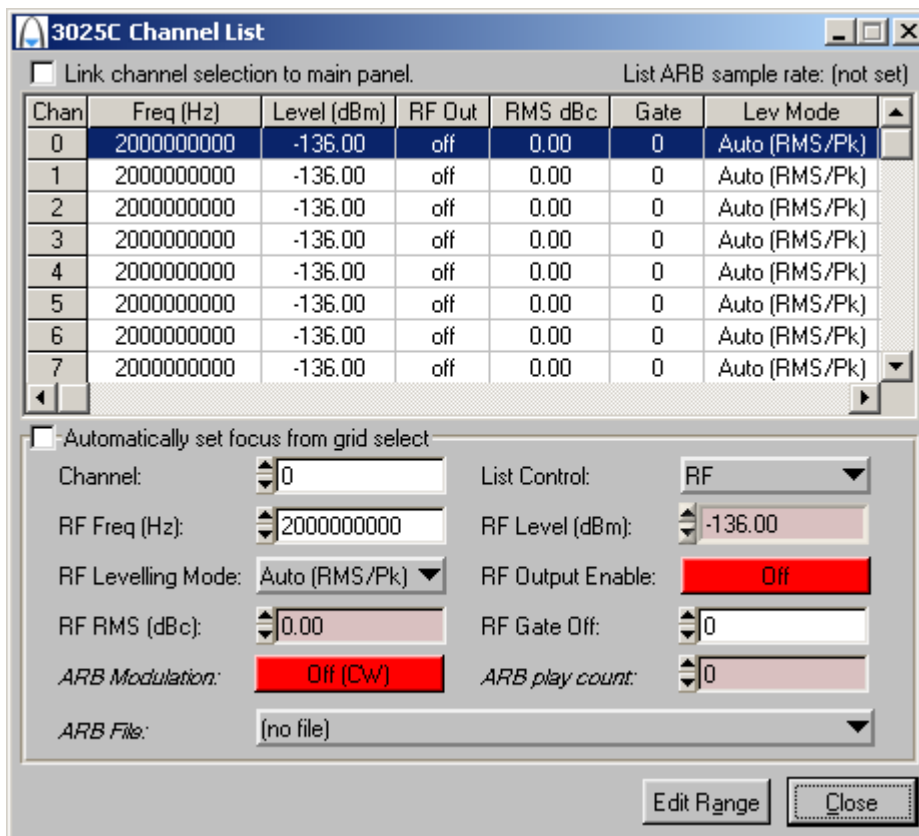 3025C Channel List
Link channel selection to main panel. List ARB sample rate: (not set)
Chan Freq (Hz) Level (dBm) RF Out RMS dBc Gate Lev Mode
0 2000000000 -136.00 off 0.00 0 Auto (RMS/Pk)
1 2000000000 -136.00 off 0.00 0 Auto (RMS/Pk)
2 2000000000 -136.00 off 0.00 0 Auto (RMS/Pk)
3 2000000000 -136.00 off 0.00 0 Auto (RMS/Pk)
4 2000000000 -136.00 off 0.00 0 Auto (RMS/Pk)
5 2000000000 -136.00 off 0.00 0 Auto (RMS/Pk)
6 2000000000 -136.00 off 0.00 0 Auto (RMS/Pk)
7 2000000000 -136.00 off 0.00 0 Auto (RMS/Pk)
Automatically set focus from grid select
Channel: 0 List Control: RF
RF Freq (Hz): 2000000000 RF Level (dBm): -136.00
RF Levelling Mode: Auto (RMS/Pk) RF Output Enable: Off
RF RMS (dBc): 0.00 RF Gate Off: 0
ARB Modulation: Off (CW) ARB play count: 0
ARB File: (no file)
Edit Range Close